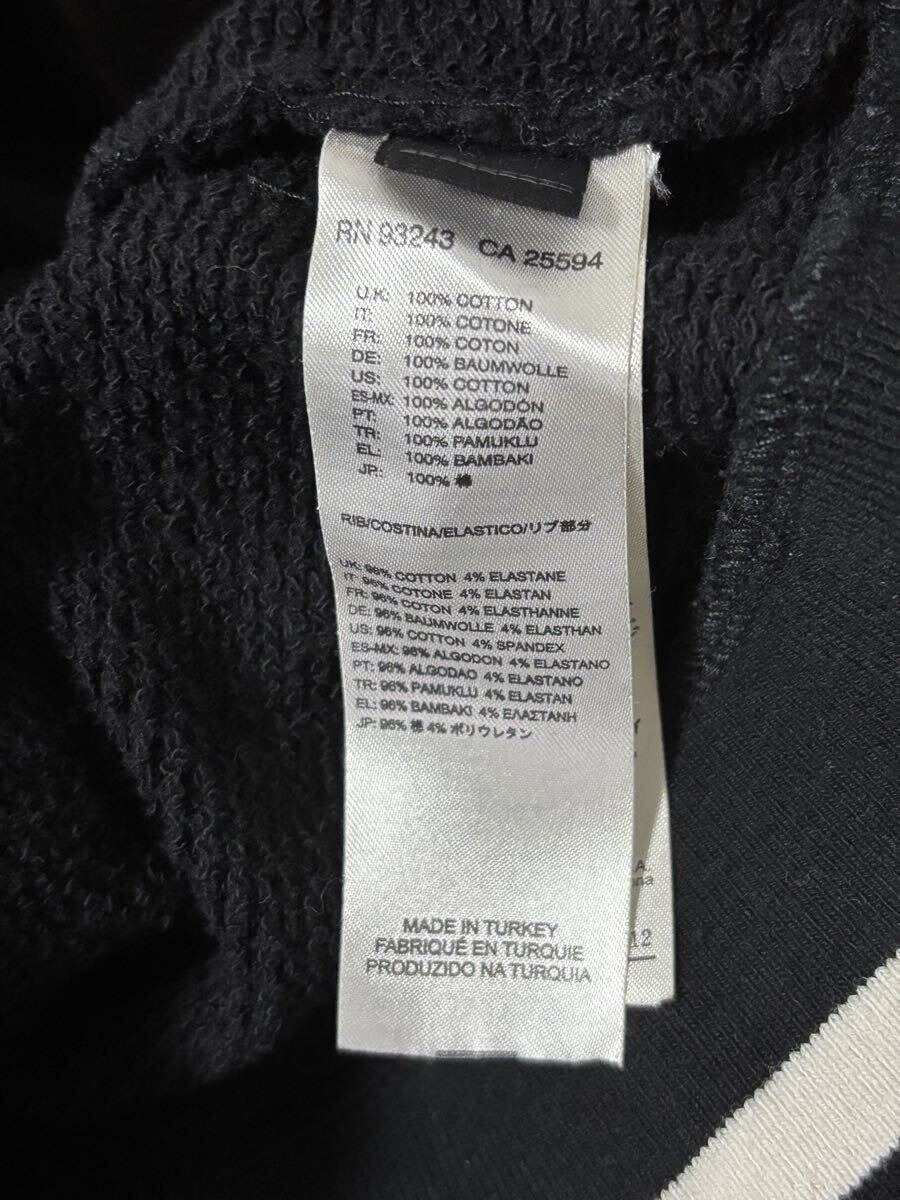 RN 93243 CA 25594
U.K: 100% COTTON
IT: 100% COTONE
FR: 100% COTON
DE: 100% BAUMWOLLE
US: 100% COTTON
ES-MX: 100% ALGODÓN
PT: 100% ALGODÃO
TR: 100% PAMUKLU
EL: 100% BAMBAKI
JP: 100% 棉
RIB/COSTINA/ELASTICO/リブ部分
UK: 96% COTTON 4% ELASTANE
IT: 96% COTONE 4% ELASTAN
FR: 96% COTON 4% ELASTHANNE
DE: 96% BAUMWOLLE 4% ELASTHAN
US: 96% COTTON 4% SPANDEX
ES-MX: 96% ALGODON 4% ELASTANO
PT: 96% ALGODAO 4% ELASTANO
TR: 96% PAMUKLU 4% ELASTAN
EL: 96% BAMBAKI 4% ΕΛΑΣΤΑΝΗ
JP: 96% 棉 4% ポリウレタン
MADE IN TURKEY
FABRIQUÉ EN TURQUIE
PRODUZIDO NA TURQUIA
12